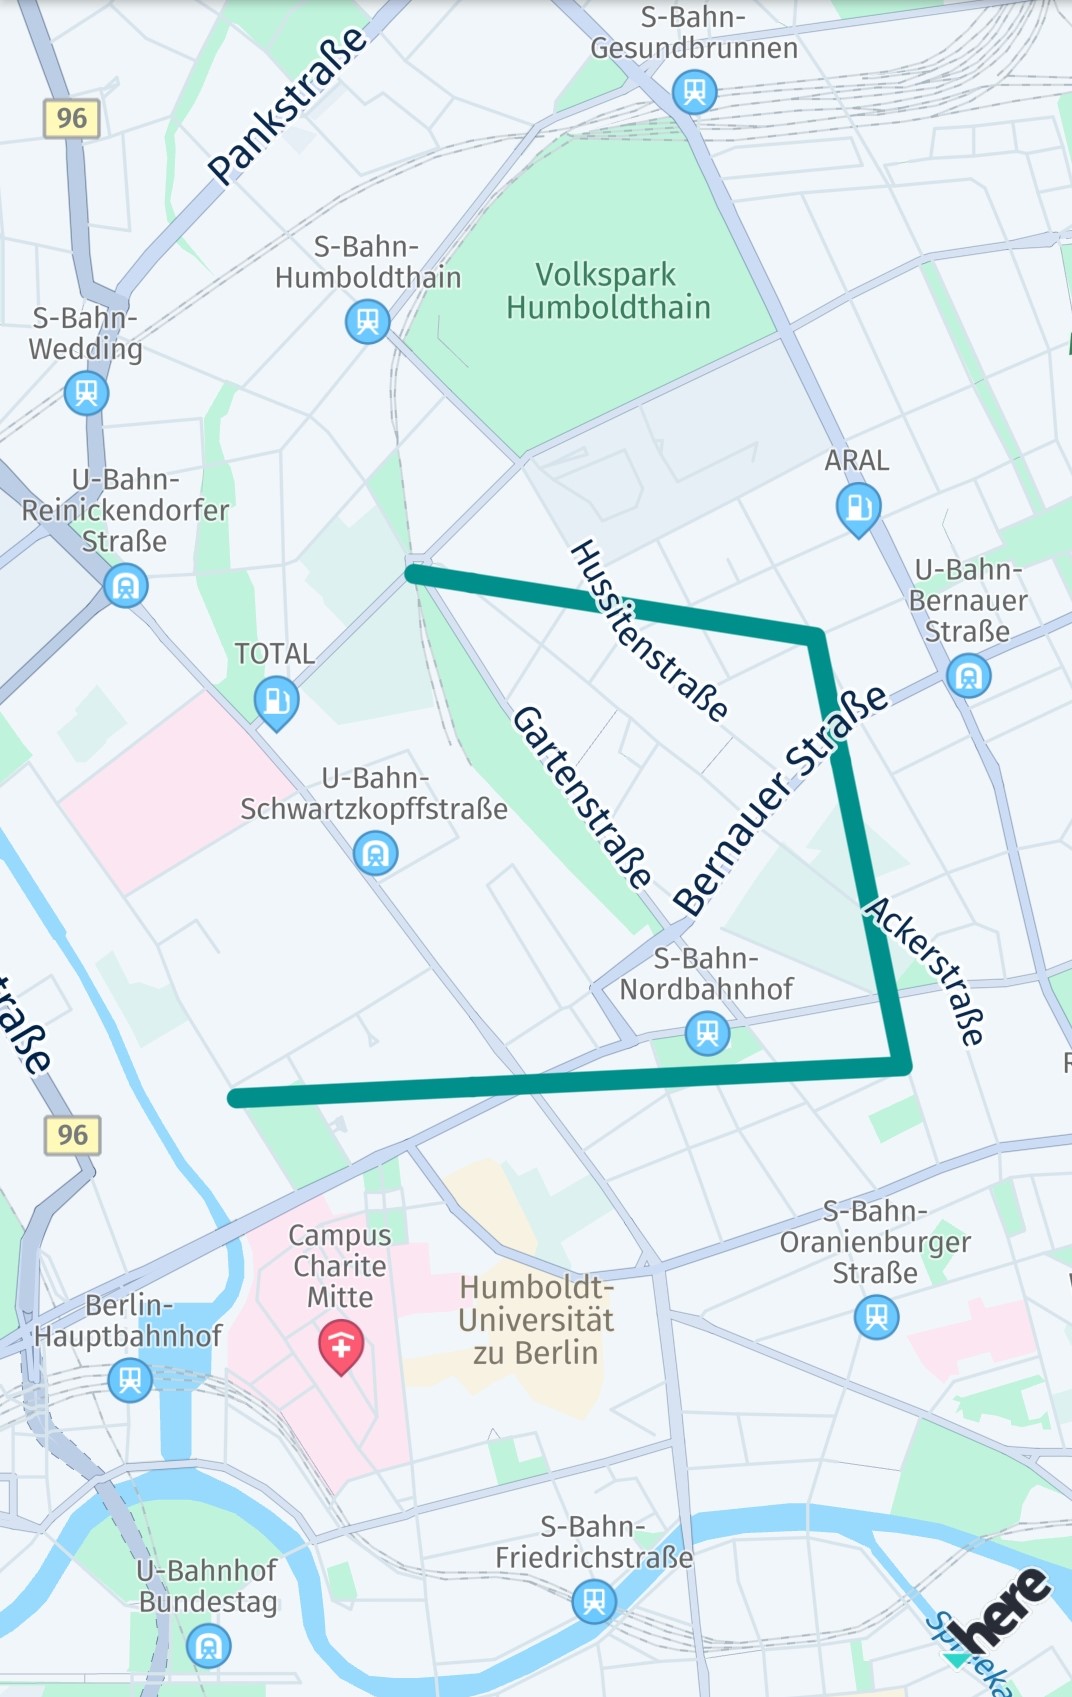 S-Bahn-
Gesundbrunnen
Pankstraße
96
S-Bahn-
Humboldthain
Volkspark
Humboldthain
S-Bahn-
Wedding
ARAL
U-Bahn-
Reinickendorfer
Straße
Hussitenstraße
U-Bahn-
Bernauer
Straße
TOTAL
Gartenstraße
Bernauer Straße
U-Bahn-
Schwartzkopffstraße
Ackerstraße
S-Bahn-
Nordbahnhof
traße
96
S-Bahn-
Oranienburger
Straße
Campus
Charite
Mitte
Humboldt-
Universität
zu Berlin
Berlin-
Hauptbahnhof
S-Bahn-
Friedrichstraße
U-Bahnhof
Bundestag
here